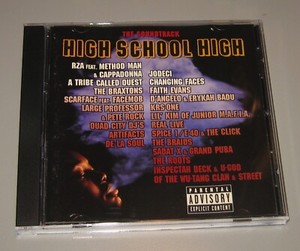 THE SOUNDTRACK
HIGH SCHOOL HIGH
RZA FEAT. METHOD MAN
& CAPPADONNA
A TRIBE CALLED QUEST
THE BRAXTONS
SCARFACE FEAT. FACEMOB
LARGE PROFESSOR
& PETE ROCK
QUAD CITY DJ'S
ARTIFACTS
DE LA SOUL
JODECI
CHANGING FACES
FAITH EVANS
D'ANGELO & ERYKAH BADU
KRS ONE
LIL' KIM OF JUNIOR M.A.F.I.A.
REAL LIVE
SPICE 1, E-40 & THE CLICK
THE BRAIDS
SADAT X & GRAND PUBA
THE ROOTS
INSPECTAH DECK & U-GOD
OF THE WU-TANG CLAN & STREET
PARENTAL
ADVISORY
EXPLICIT CONTENT